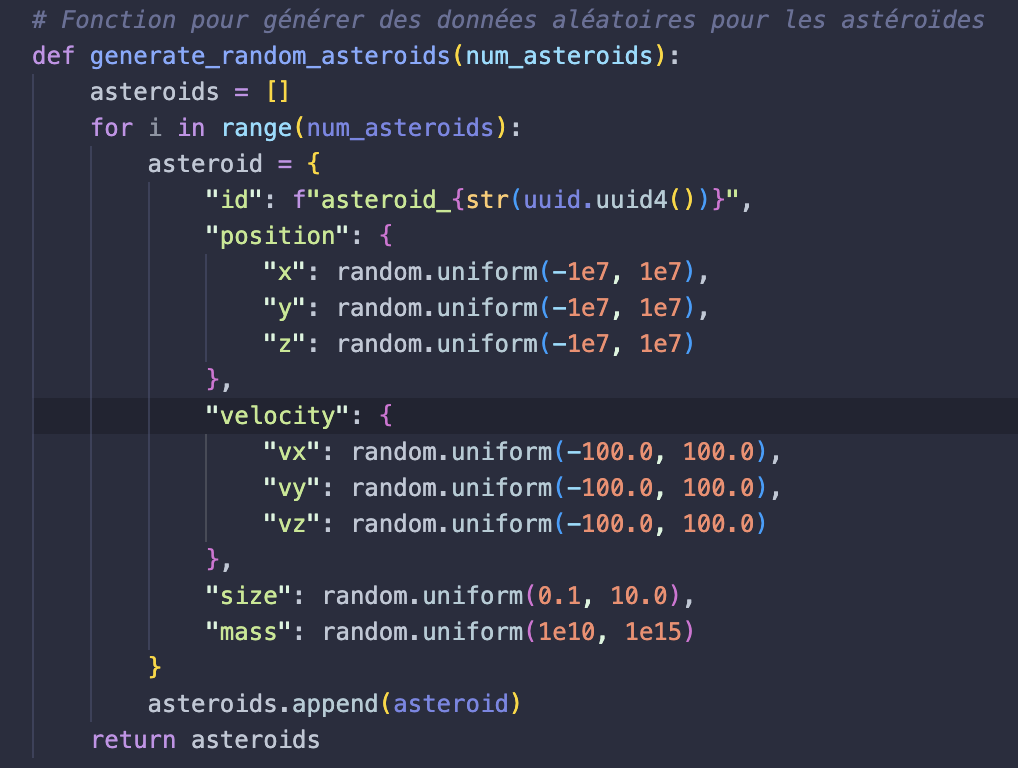 # Fonction pour générer des données aléatoires pour les astéroïdes
def generate_random_asteroids(num_asteroids):
    asteroids = []
    for i in range(num_asteroids):
        asteroid = {
            "id": f"asteroid_{str(uuid.uuid4())}",
            "position": {
                "x": random.uniform(-1e7, 1e7),
                "y": random.uniform(-1e7, 1e7),
                "z": random.uniform(-1e7, 1e7)
            },
            "velocity": {
                "vx": random.uniform(-100.0, 100.0),
                "vy": random.uniform(-100.0, 100.0),
                "vz": random.uniform(-100.0, 100.0)
            },
            "size": random.uniform(0.1, 10.0),
            "mass": random.uniform(1e10, 1e15)
        }
        asteroids.append(asteroid)
    return asteroids